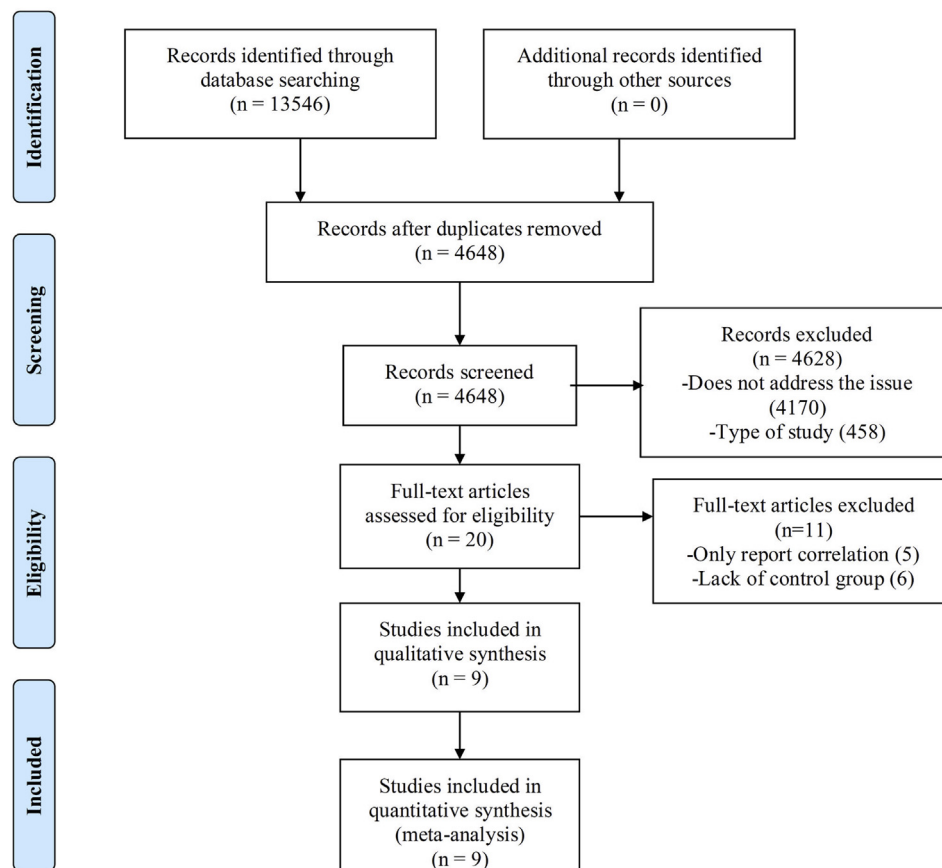 Identification
Records identified through
database searching
(n = 13546)
Additional records identified
through other sources
(n = 0)
Records after duplicates removed
(n = 4648)
Screening
Records screened
(n = 4648)
Records excluded
(n = 4628)
-Does not address the issue
(4170)
-Type of study (458)
Eligibility
Full-text articles
assessed for eligibility
(n = 20)
Full-text articles excluded
(n=11)
-Only report correlation (5)
-Lack of control group (6)
Studies included in
qualitative synthesis
(n = 9)
Included
Studies included in
quantitative synthesis
(meta-analysis)
(n = 9)